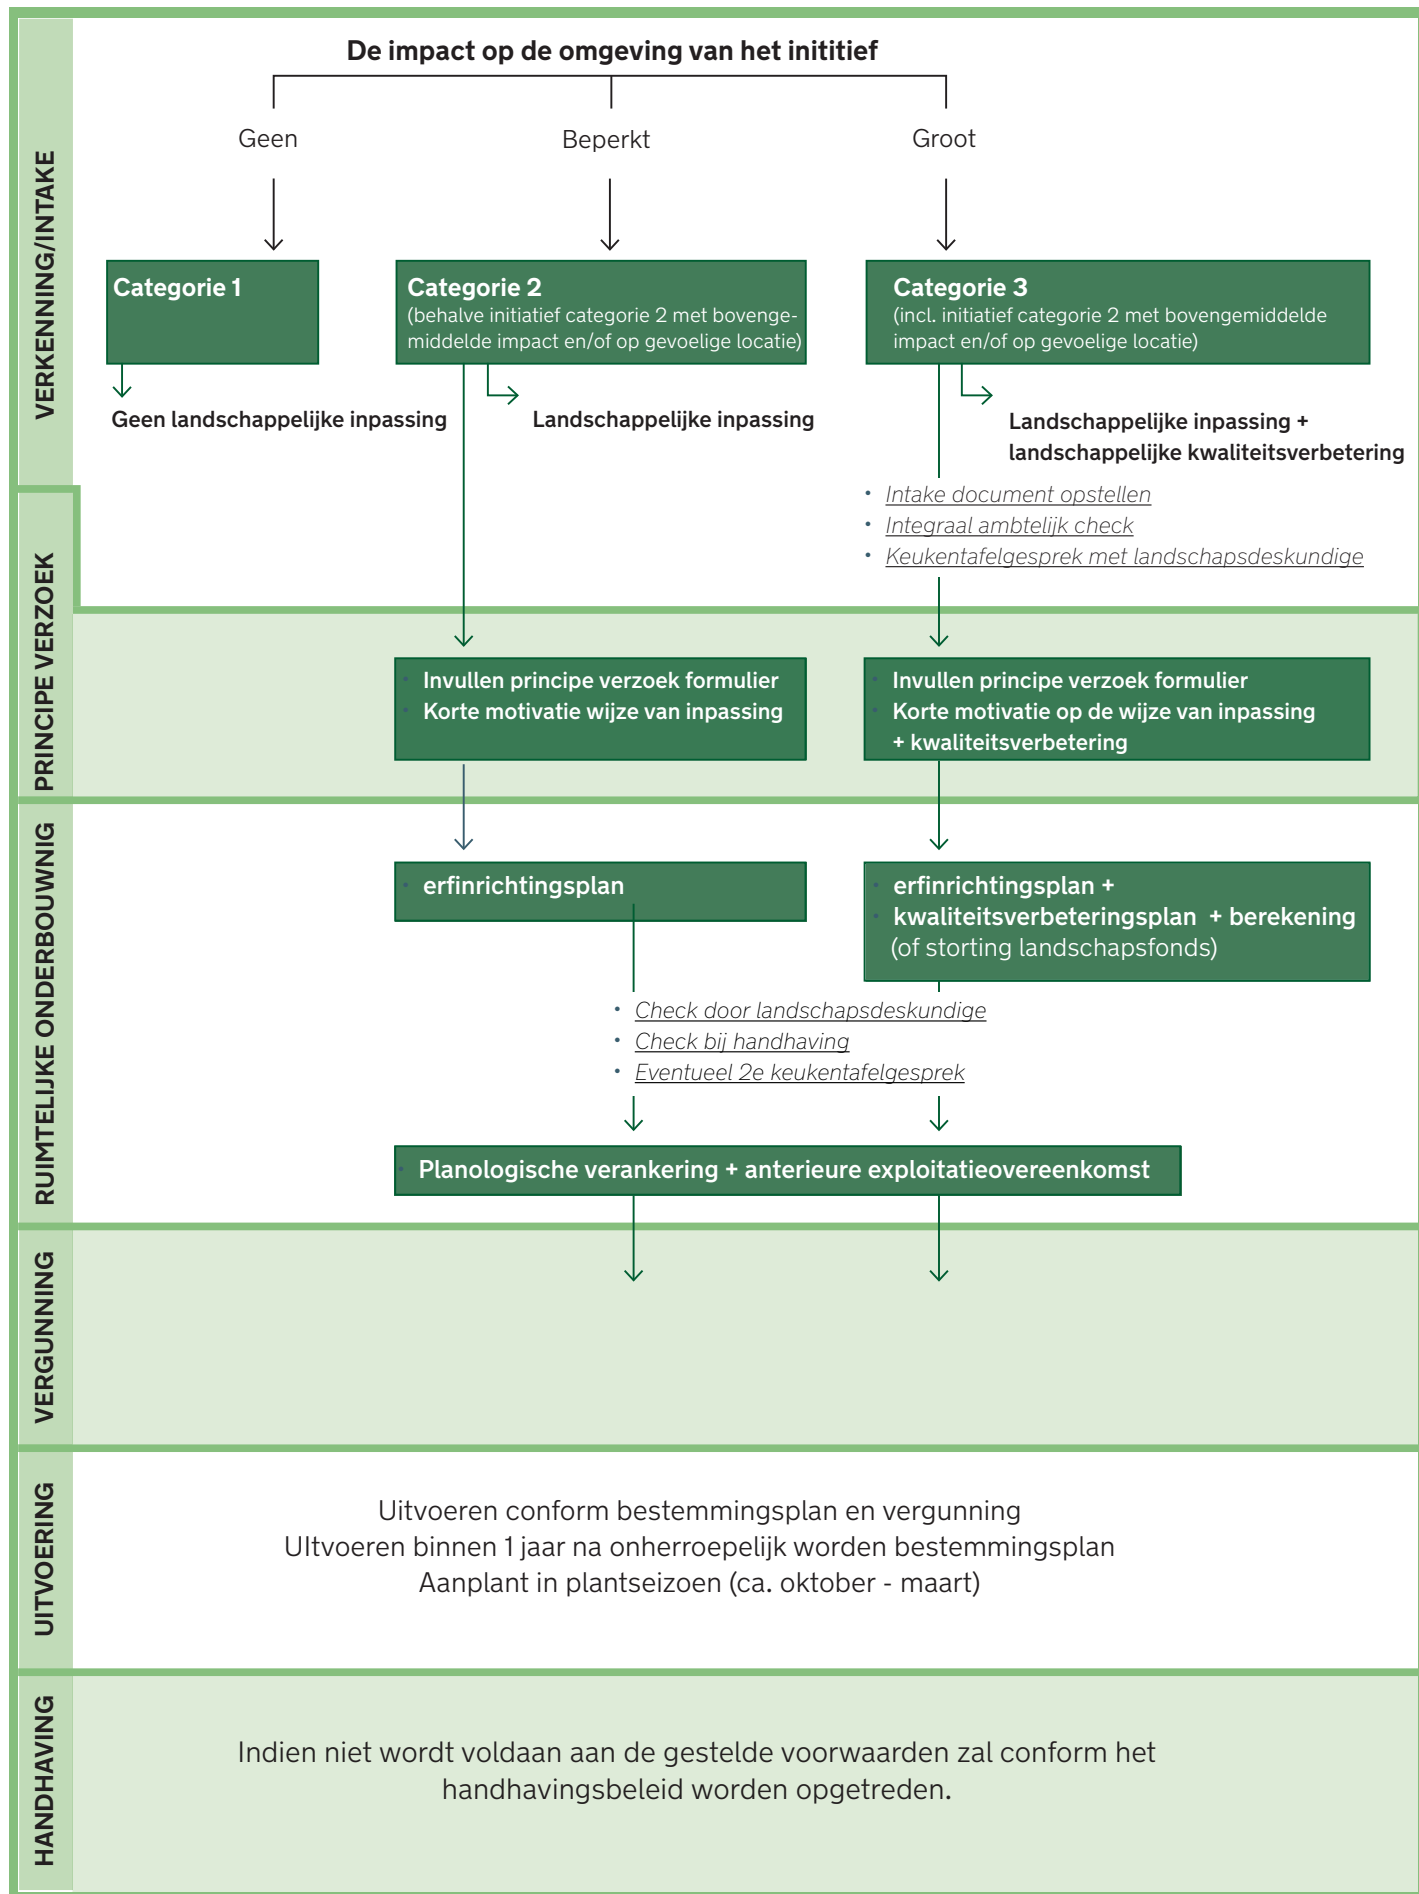 De impact op de omgeving van het inititief
Geen
Beperkt
Groot
VERKENNING/INTAKE
Categorie 1
Categorie 2
(behalve initiatief categorie 2 met bovenge-
middelde impact en/of op gevoelige locatie)
Categorie 3
(incl. initiatief categorie 2 met bovengemiddelde
impact en/of op gevoelige locatie)
Geen landschappelijke inpassing
Landschappelijke inpassing
Landschappelijke inpassing +
landschappelijke kwaliteitsverbetering
• Intake document opstellen
• Integraal ambtelijk check
• Keukentafelgesprek met landschapsdeskundige
PRINCIPE VERZOEK
• Invullen principe verzoek formulier
• Korte motivatie wijze van inpassing
• Invullen principe verzoek formulier
• Korte motivatie op de wijze van inpassing
+ kwaliteitsverbetering
RUIMTELIJKE ONDERBOUWNIG
• erfinrichtingsplan
• erfinrichtingsplan +
• kwaliteitsverbeteringsplan + berekening
(of storting landschapsfonds)
• Check door landschapsdeskundige
• Check bij handhaving
• Eventueel 2e keukentafelgesprek
• Planologische verankering + anterieure exploitatieovereenkomst
VERGUNNING
UITVOERING
Uitvoeren conform bestemmingsplan en vergunning
UItvoeren binnen 1 jaar na onherroepelijk worden bestemmingsplan
Aanplant in plantseizoen (ca. oktober - maart)
HANDHAVING
Indien niet wordt voldaan aan de gestelde voorwaarden zal conform het
handhavingsbeleid worden opgetreden.